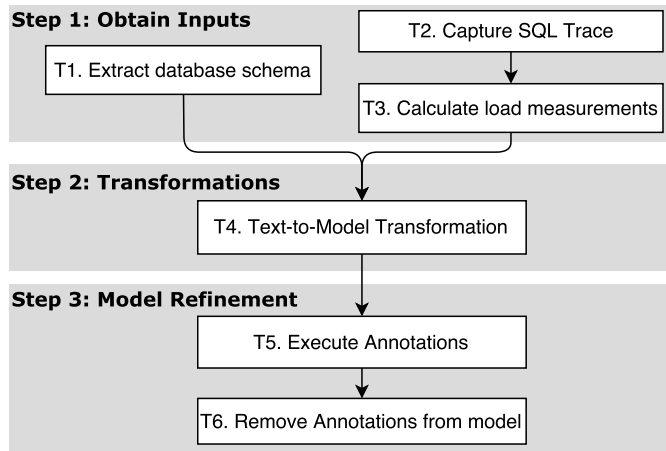 Step 1: Obtain Inputs
T1. Extract database schema
T2. Capture SQL Trace
T3. Calculate load measurements
Step 2: Transformations
T4. Text-to-Model Transformation
Step 3: Model Refinement
T5. Execute Annotations
T6. Remove Annotations from model